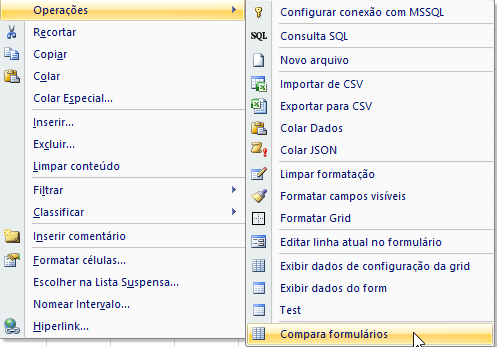 Operações
Recortar
Copiar
Colar
Colar Especial...
Inserir...
Excluir...
Limpar conteúdo
Filtrar
Classificar
Inserir comentário
Formatar células...
Escolher na Lista Suspensa...
Nomear Intervalo...
Hiperlink...
Configurar conexão com MSSQL
SQL Consulta SQL
Novo arquivo
Importar de CSV
Exportar para CSV
Colar Dados
Colar JSON
Limpar formatação
Formatar campos visíveis
Formatar Grid
Editar linha atual no formulário
Exibir dados de configuração da grid
Exibir dados do form
Test
Compara formulários